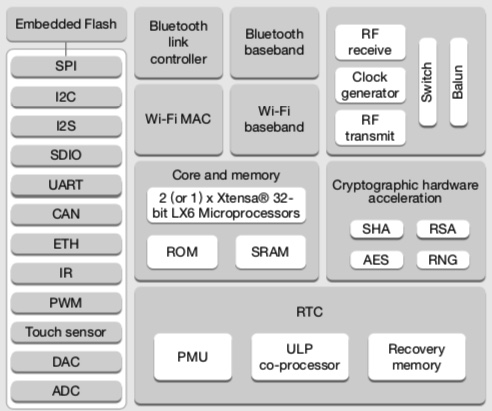 Embedded Flash
SPI
I2C
I2S
SDIO
UART
CAN
ETH
IR
PWM
Touch sensor
DAC
ADC
Bluetooth
link
controller
Bluetooth
baseband
Wi-Fi MAC
Wi-Fi
baseband
RF
receive
Clock
generator
RF
transmit
Switch
Balun
Core and memory
2 (or 1) x Xtensa® 32-
bit LX6 Microprocessors
ROM
SRAM
Cryptographic hardware
acceleration
SHA
RSA
AES
RNG
RTC
PMU
ULP
co-processor
Recovery
memory